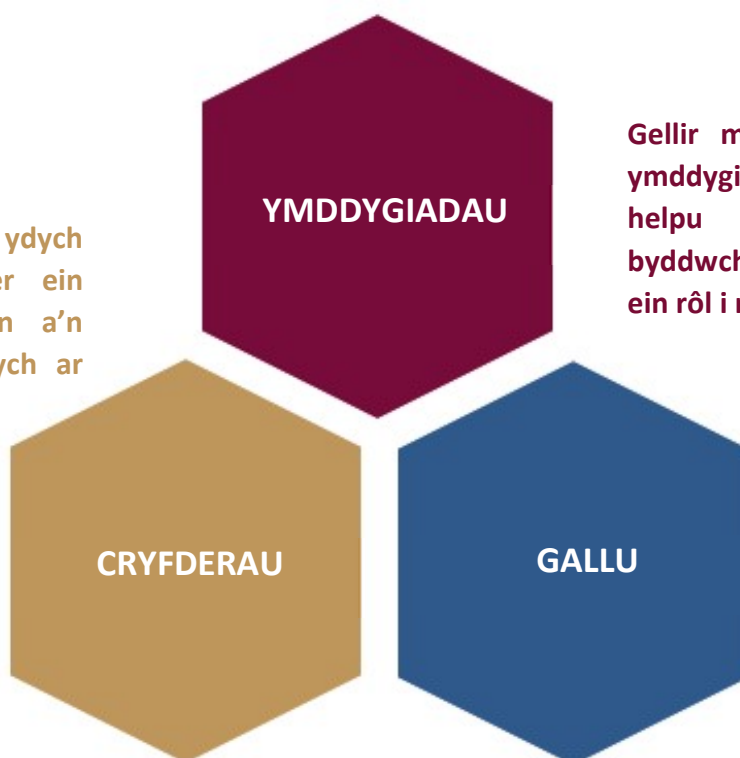 YMDDYGIADAU
Gellir
ymddygi
helpu
byddwch
ein rôl i
ydych
er ein
n a'n
ych ar
CRYFDERAU
GALLU